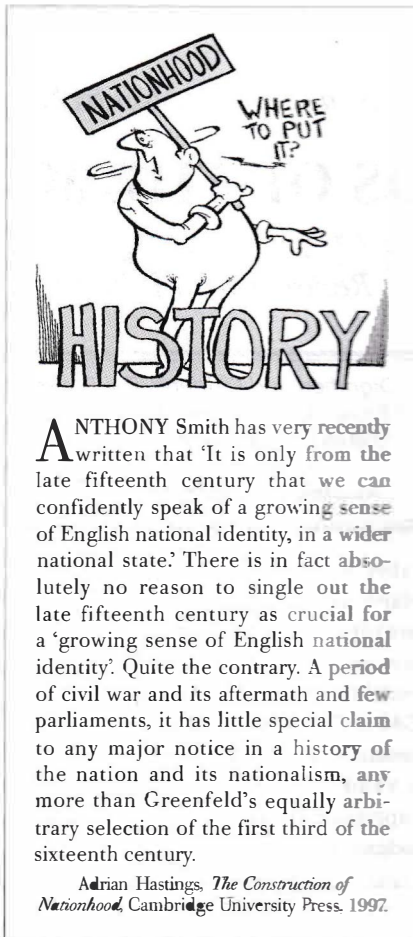 NATIONHOOD
WHERE
TO PUT
IT?
HISTORY
ANTHONY Smith has very recently
written that ‘It is only from the
late fifteenth century that we can
confidently speak of a growing sense
of English national identity, in a wider
national state.’ There is in fact abso-
lutely no reason to single out the
late fifteenth century as crucial for
a ‘growing sense of English national
identity’. Quite the contrary. A period
of civil war and its aftermath and few
parliaments, it has little special claim
to any major notice in a history of
the nation and its nationalism, any
more than Greenfeld’s equally arbi-
trary selection of the first third of the
sixteenth century.
Adrian Hastings, The Construction of
Nationhood, Cambridge University Press. 1997.